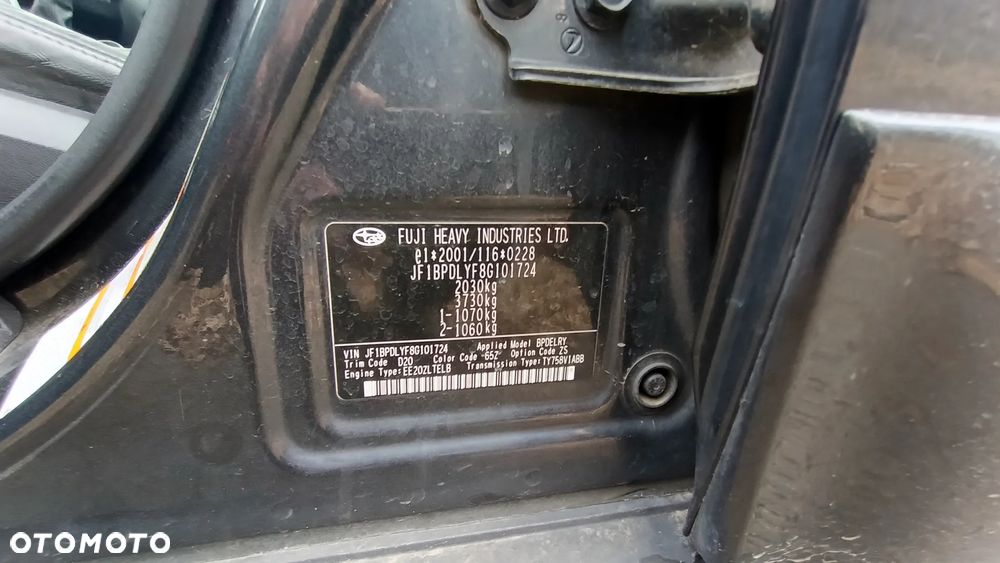 FUJI HEAVY INDUSTRIES LTD.
e1*2001/116*0228
JF1BPDLYF8G101724
2030kg
3730kg
1-1070kg
2-1060kg
VIN JF1BPDLYF8G101724 Applied Model BPDELRY
Trim Code D20 Color Code 65Z Option Code ZS
Engine Type: EE20ZLTELB Transmission Type: TY758VIABB
OTOMOTO